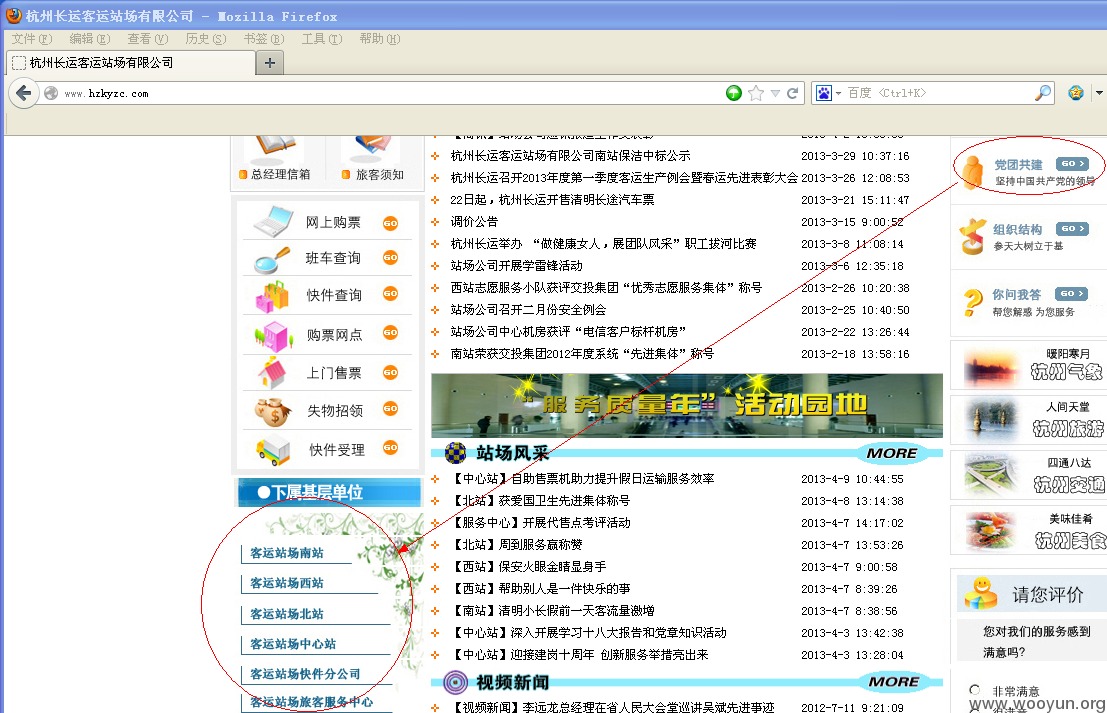 杭州长运客运站场有限公司 - Mozilla Firefox
文件(F) 编辑(E) 查看(V) 历史(S) 书签(B) 工具(T) 帮助(H)
杭州长运客运站场有限公司
www.hzkyzc.com
百度 <Ctrl+K>
总经理信箱 旅客须知
网上购票 GO
班车查询 GO
快件查询 GO
购票网点 GO
上门售票 GO
失物招领 GO
快件受理 GO
●下属基层单位
客运站场南站
客运站场西站
客运站场北站
客运站场中心站
客运站场快件分公司
客运站场旅客服务中心
杭州长运客运站场有限公司南站保洁中标公示 2013-3-29 10:37:16
杭州长运召开2013年度第一季度客运生产例会暨春运先进表彰大会 2013-3-26 12:08:53
22日起，杭州长运开售清明长途汽车票 2013-3-21 15:11:47
调价公告 2013-3-15 9:00:52
杭州长运举办 “做健康女人，展团队风采”职工拔河比赛 2013-3-8 11:08:14
站场公司开展学雷锋活动 2013-3-6 12:35:18
西站志愿服务小队获评交投集团“优秀志愿服务集体”称号 2013-2-26 10:20:38
站场公司召开二月份安全例会 2013-2-25 10:40:50
站场公司中心机房获评“电信客户标杆机房” 2013-2-22 13:26:44
南站荣获交投集团2012年度系统“先进集体”称号 2013-2-18 13:58:16
“服务质量年”活动园地
站场风采 MORE
【中心站】自助售票机助力提升假日运输服务效率 2013-4-9 10:44:55
【北站】获爱国卫生先进集体称号 2013-4-8 13:14:38
【服务中心】开展代售点考评活动 2013-4-7 14:17:02
【北站】周到服务赢称赞 2013-4-7 13:53:26
【西站】保安火眼金睛显身手 2013-4-7 9:00:58
【西站】帮助别人是一件快乐的事 2013-4-7 8:39:26
【南站】清明小长假前一天客流量激增 2013-4-7 8:38:56
【中心站】深入开展学习十八大报告和党章知识活动 2013-4-3 13:42:38
【中心站】迎接建岗十周年 创新服务举措亮出来 2013-4-3 13:28:04
视频新闻 MORE
【视频新闻】李远龙总经理在省人民大会堂巡讲吴斌先进事迹 2012-7-11 9:21:09
党团共建 GO
坚持中国共产党的领导
组织结构 GO
参天大树立于基
你问我答 GO
帮您解惑 为您服务
暖阳寒月
杭州气象
人间天堂
杭州旅游
四通八达
杭州交通
美味佳肴
杭州美食
请您评价
您对我们的服务感到
满意吗?
非常满意
www.wooyun.org